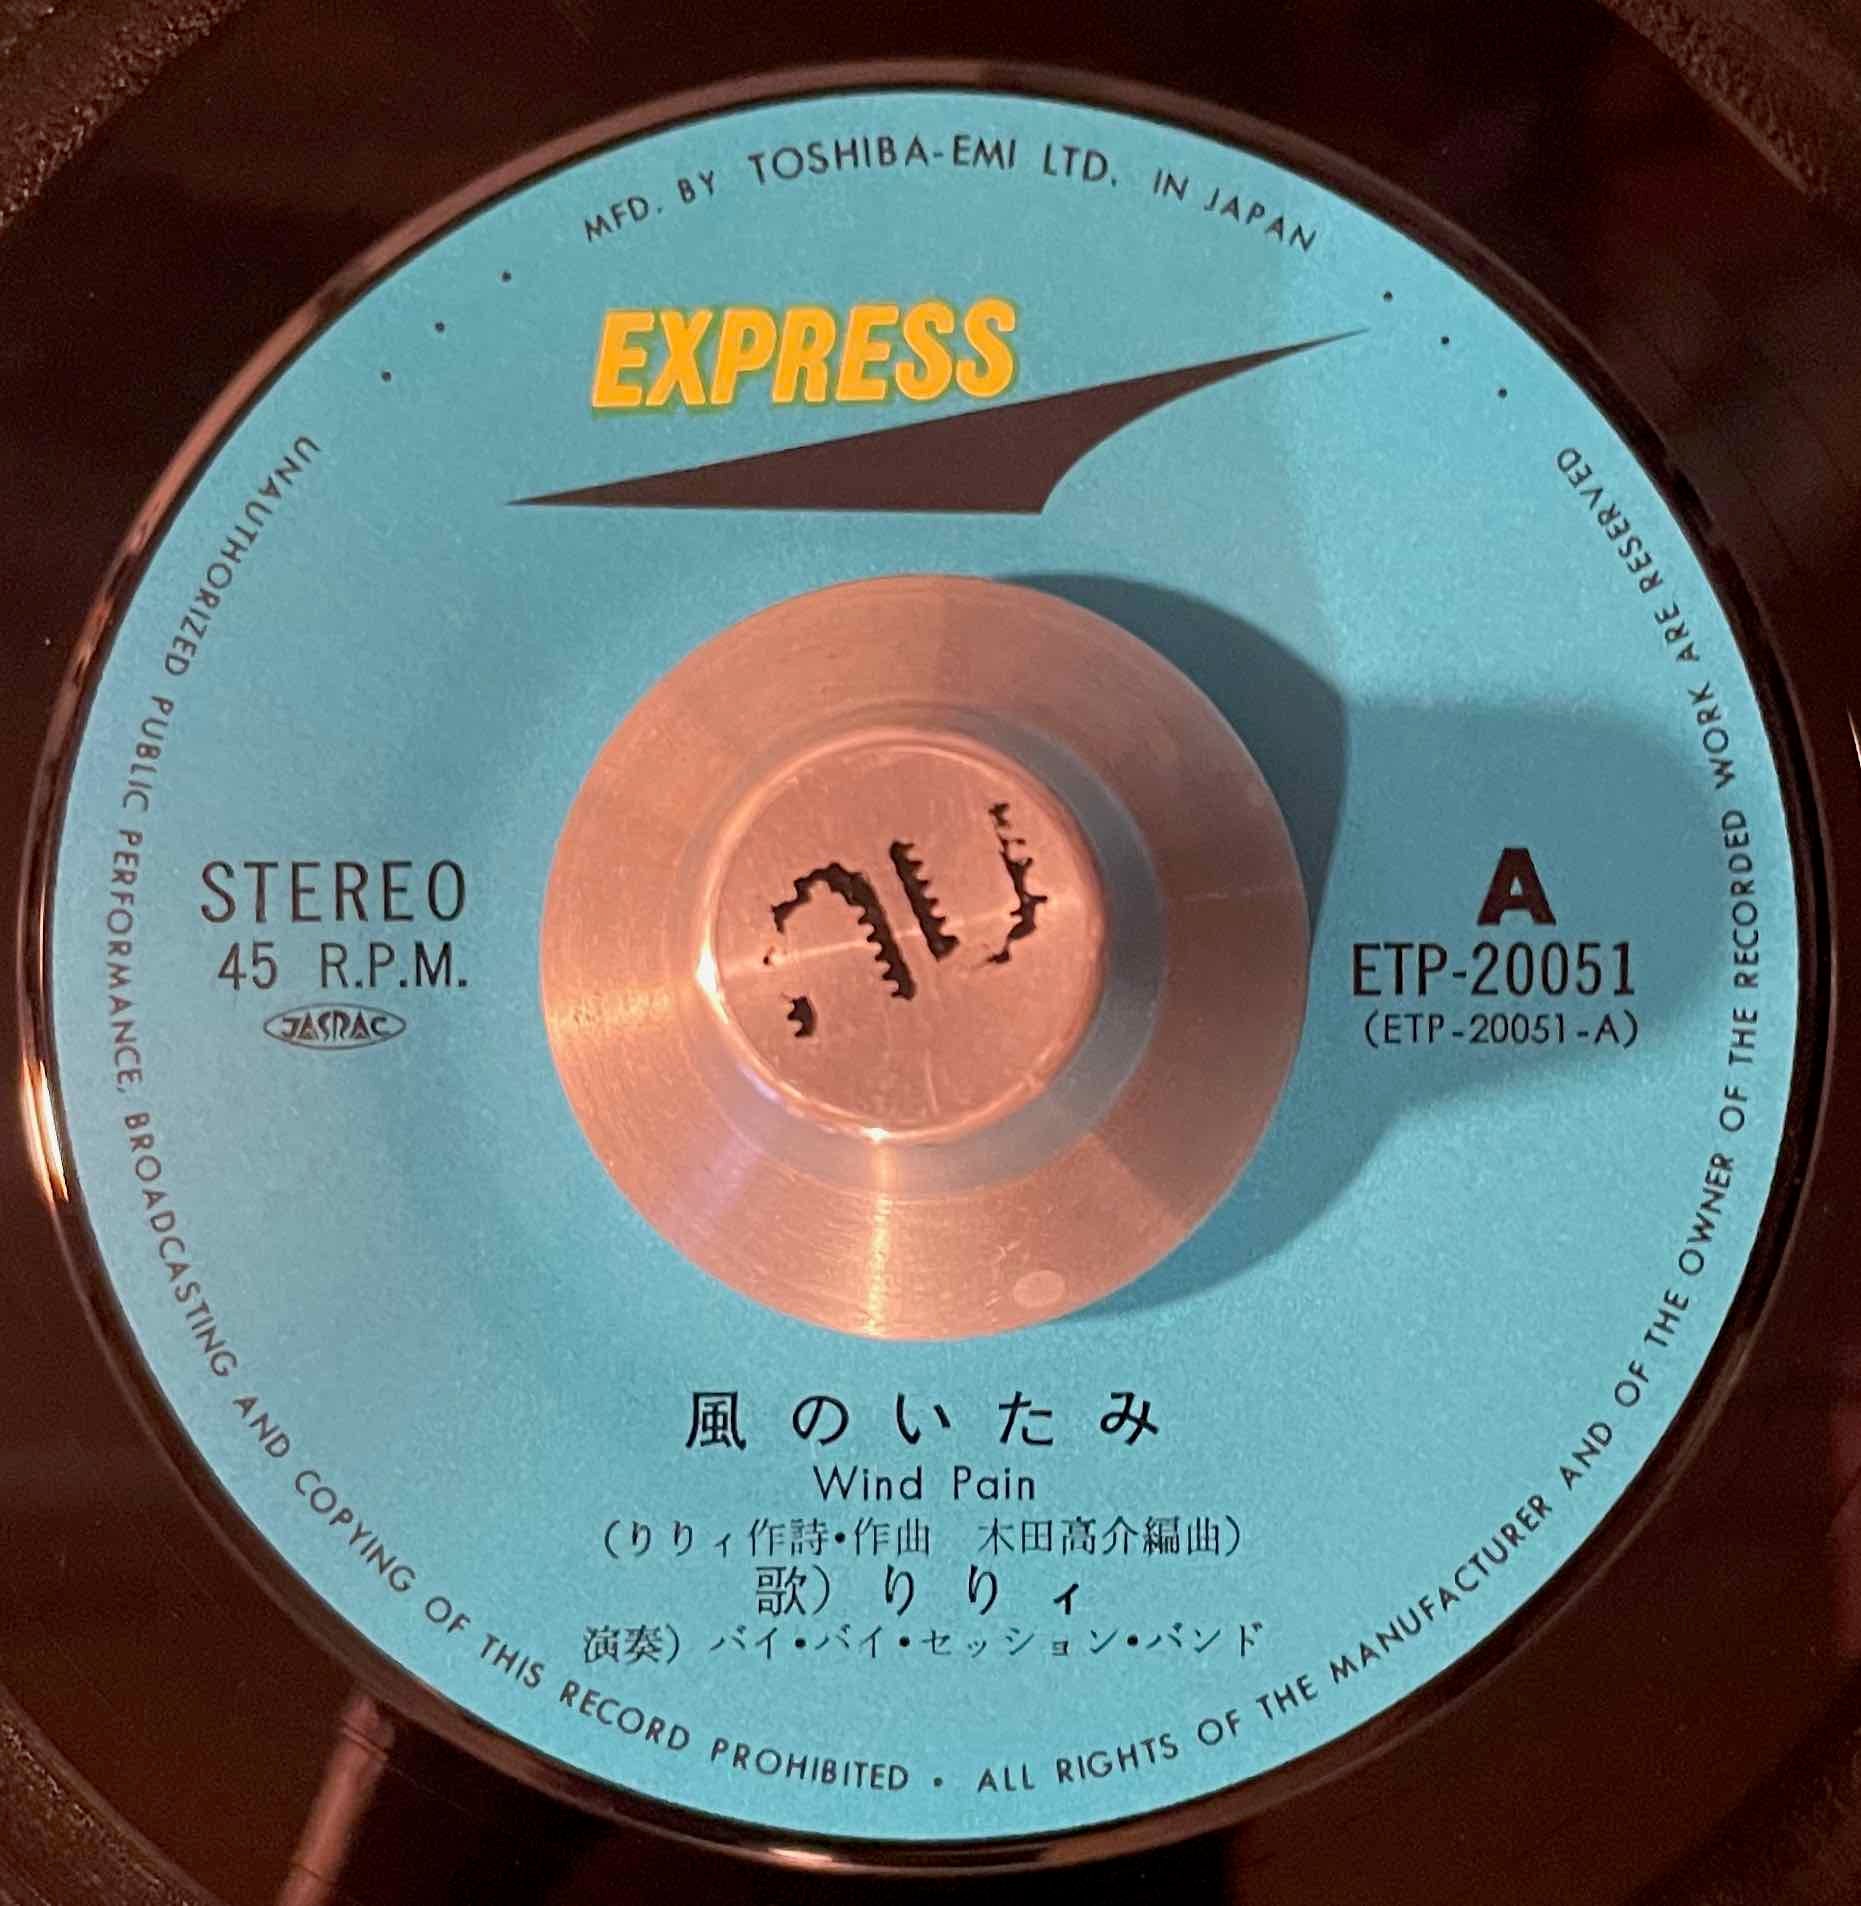 MFD. BY TOSHIBA-EMI LTD. IN JAPAN
EXPRESS
STEREO
45 R.P.M.
JASRAC
A
ETP-20051
(ETP-20051-A)
風のいたみ
Wind Pain
(りりィ作詩・作曲 木田高介編曲)
歌) りりィ
演奏) バイ・バイ・セッション・バンド
UNAUTHORIZED PUBLIC PERFORMANCE, BROADCASTING AND COPYING OF THIS RECORD PROHIBITED • ALL RIGHTS OF THE MANUFACTURER AND OF THE OWNER OF THE RECORDED WORK ARE RESERVED